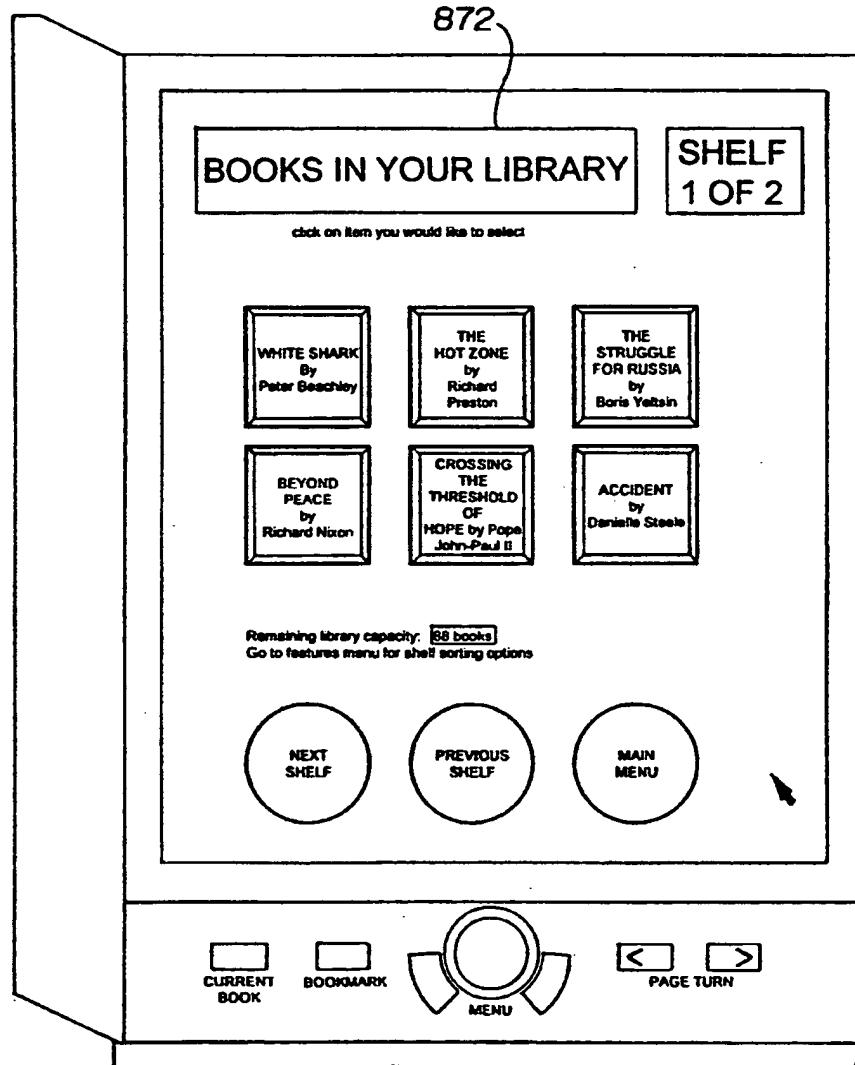 872
BOOKS IN YOUR LIBRARY
SHELF
1 OF 2
click on item you would like to select
WHITE SHARK
By
Peter Beachley
THE
HOT ZONE
by
Richard
Preston
THE
STRUGGLE
FOR RUSSIA
by
Boris Yeltsin
BEYOND
PEACE
by
Richard Nixon
CROSSING
THE
THRESHOLD
OF
HOPE by Pope
John-Paul II
ACCIDENT
by
Danielle Steele
Remaining library capacity: 68 books
Go to features menu for shelf sorting options
NEXT
SHELF
PREVIOUS
SHELF
MAIN
MENU
CURRENT
BOOK
BOOKMARK
MENU
< >
PAGE TURN